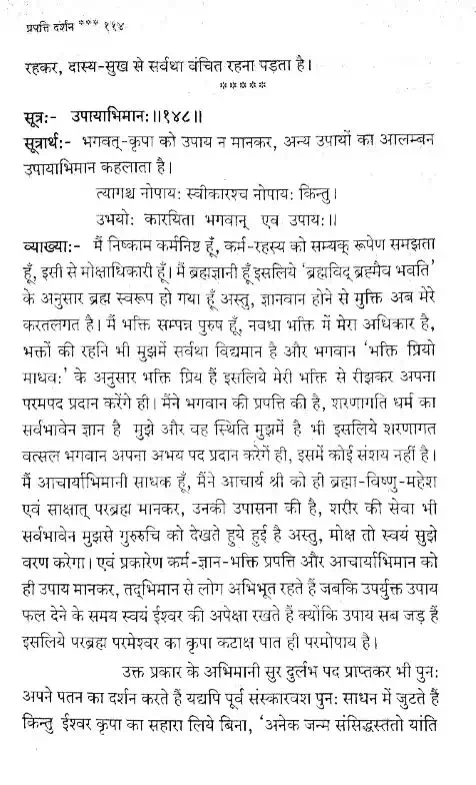 प्रपत्ति दर्शन *** ११४
रहकर, दास्य-सुख से सर्वथा वंचित रहना पड़ता है।
*****
सूत्र:- उपायाभिमान:॥१४८॥
सूत्रार्थ:- भगवत्-कृपा को उपाय न मानकर, अन्य उपायों का आलम्बन
उपायाभिमान कहलाता है।
त्यागश्च नोपाय: स्वीकारश्च नोपाय: किन्तु।
उभयो: कारयिता भगवान् एव उपाय:॥
व्याख्या:- मैं निष्काम कर्मनिष्ट हूँ, कर्म-रहस्य को सम्यक् रूपेण समझता
हूँ, इसी से मोक्षाधिकारी हूँ। मैं ब्रह्मज्ञानी हूँ इसलिये ‘ब्रह्मविद् ब्रह्मैव भवति’
के अनुसार ब्रह्म स्वरूप हो गया हूँ अस्तु, ज्ञानवान होने से मुक्ति अब मेरे
करतलगत है। मैं भक्ति सम्पन्न पुरुष हूँ, नवधा भक्ति में मेरा अधिकार है,
भक्तों की रहनि भी मुझमें सर्वथा विद्यमान है और भगवान ‘भक्ति प्रियो
माधव:’ के अनुसार भक्ति प्रिय हैं इसलिये मेरी भक्ति से रीझकर अपना
परमपद प्रदान करेंगे ही। मैंने भगवान की प्रपत्ति की है, शरणागति धर्म का
सर्वभावेन ज्ञान है मुझे और वह स्थिति मुझमें है भी इसलिये शरणागत
वत्सल भगवान अपना अभय पद प्रदान करेगें ही, इसमें कोई संशय नहीं है।
मैं आचार्याभिमानी साधक हूँ, मैंने आचार्य श्री को ही ब्रह्मा-विष्णु-महेश
एवं साक्षात् परब्रह्म मानकर, उनकी उपासना की है, शरीर की सेवा भी
सर्वभावेन मुझसे गुरुरुचि को देखते हुये हुई है अस्तु, मोक्ष तो स्वयं मुझे
वरण करेगा। एवं प्रकारेण कर्म-ज्ञान-भक्ति प्रपत्ति और आचार्याभिमान को
ही उपाय मानकर, तद्भिमान से लोग अभिभूत रहते हैं जबकि उपर्युक्त उपाय
फल देने के समय स्वयं ईश्वर की अपेक्षा रखते हैं क्योंकि उपाय सब जड़ हैं
इसलिये परब्रह्म परमेश्वर का कृपा कटाक्ष पात ही परमोपाय है।
उक्त प्रकार के अभिमानी सुर दुर्लभ पद प्राप्तकर भी पुन:
अपने पतन का दर्शन करते हैं यद्यपि पूर्व संस्कारवश पुन: साधन में जुटते हैं
किन्तु ईश्वर कृपा का सहारा लिये बिना, ‘अनेक जन्म संसिद्धस्ततो यांति